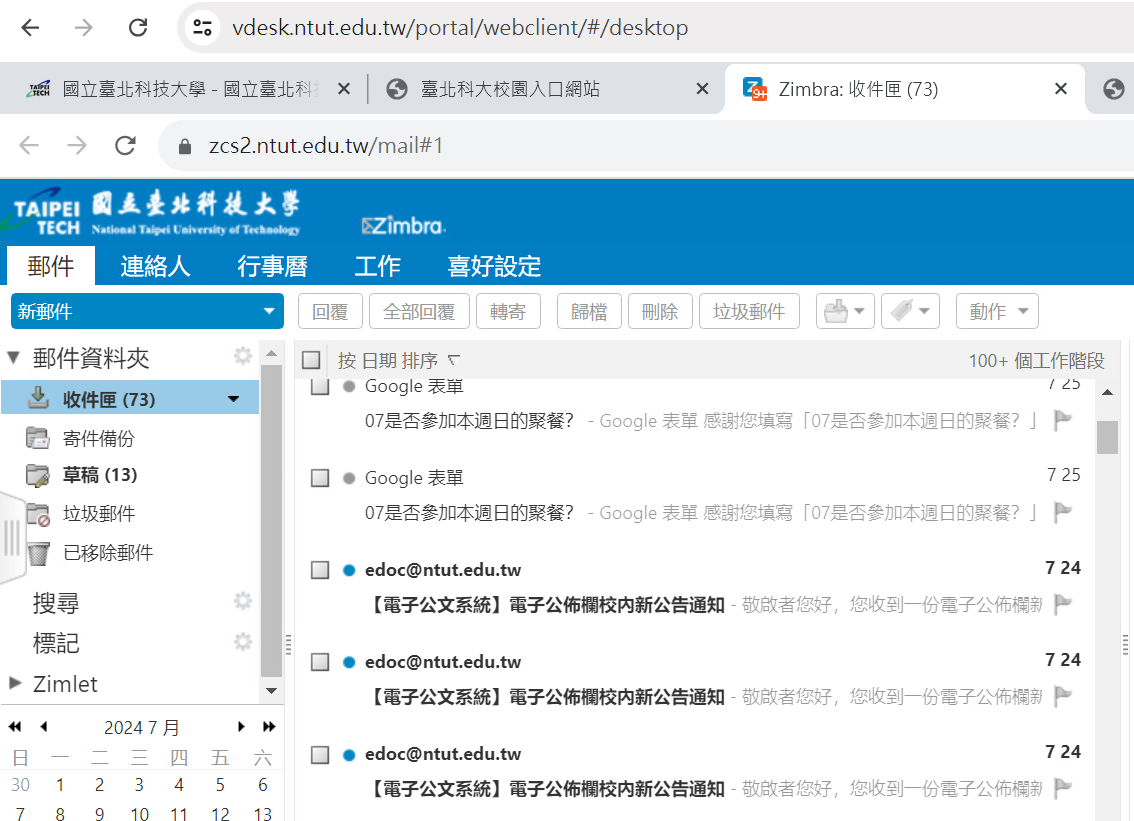 vdesk.ntut.edu.tw/portal/webclient/#/desktop
TAIPEI TECH 國立臺北科技大學 - 國立臺北科 臺北科大校園入口網站 Z 9+ Zimbra: 收件匣 (73)
zcs2.ntut.edu.tw/mail#1
TAIPEI TECH 國立臺北科技大學
National Taipei University of Technology
Zimbra
郵件 連絡人 行事曆 工作 喜好設定
新郵件 回覆 全部回覆 轉寄 歸檔 刪除 垃圾郵件 動作
郵件資料夾
收件匣 (73)
寄件備份
草稿 (13)
垃圾郵件
已移除郵件
搜尋
標記
Zimlet
2024 7 月
日 一 二 三 四 五 六
30 1 2 3 4 5 6
7 8 9 10 11 12 13
按 日期 排序 100+ 個工作階段
Google 表單 7 25
07是否參加本週日的聚餐? - Google 表單 感謝您填寫「07是否參加本週日的聚餐? 」
Google 表單 7 25
07是否參加本週日的聚餐? - Google 表單 感謝您填寫「07是否參加本週日的聚餐? 」
edoc@ntut.edu.tw 7 24
【電子公文系統】電子公佈欄校內新公告通知 - 敬啟者您好，您收到一份電子公佈欄新
edoc@ntut.edu.tw 7 24
【電子公文系統】電子公佈欄校內新公告通知 - 敬啟者您好，您收到一份電子公佈欄新
edoc@ntut.edu.tw 7 24
【電子公文系統】電子公佈欄校內新公告通知 - 敬啟者您好，您收到一份電子公佈欄新